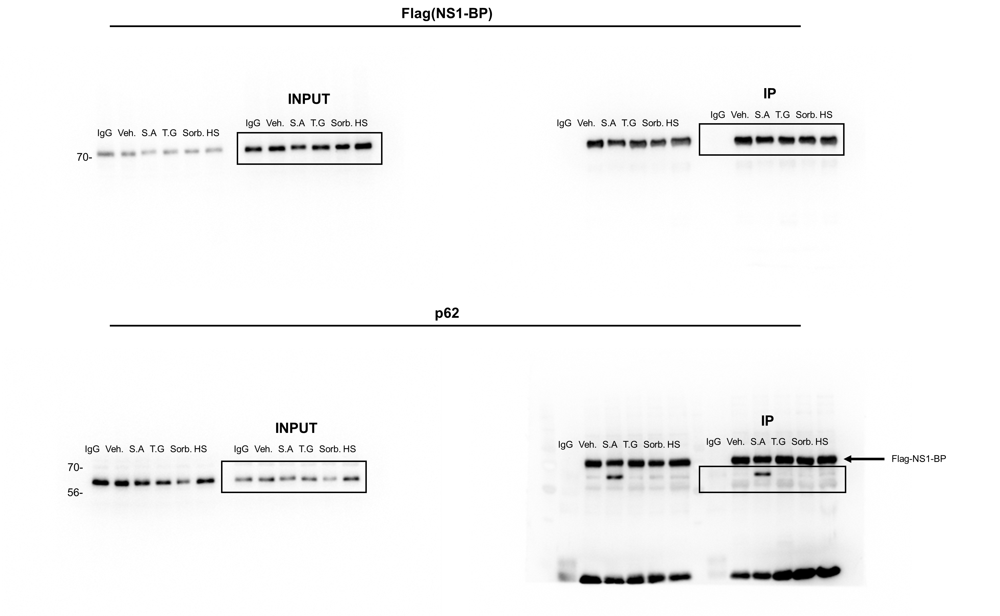 Flag(NS1-BP)
INPUT
IgG Veh. S.A T.G Sorb. HS
IgG Veh. S.A T.G Sorb. HS
70-
IP
IgG Veh. S.A T.G Sorb. HS
IgG Veh. S.A T.G Sorb. HS
p62
INPUT
IgG Veh. S.A T.G Sorb. HS
IgG Veh. S.A T.G Sorb. HS
70-
56-
IP
IgG Veh. S.A T.G Sorb. HS
IgG Veh. S.A T.G Sorb. HS
Flag-NS1-BP